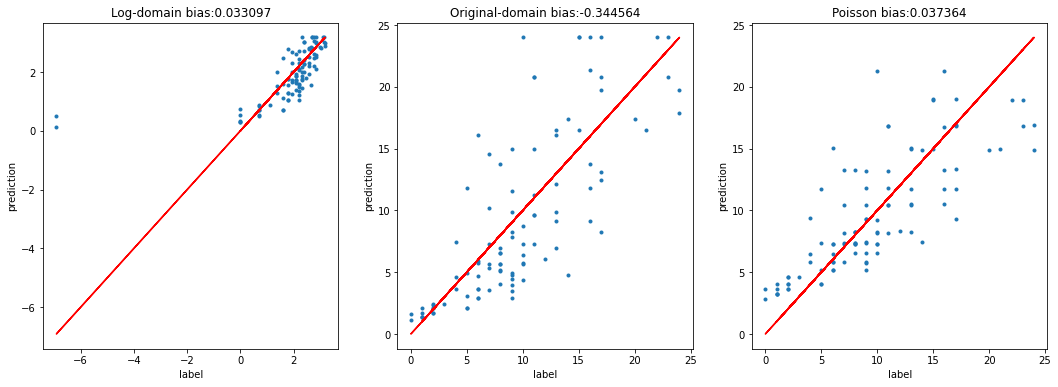 Log-domain bias:0.033097
2
0
−2
−4
−6
prediction
−6 −4 −2 0 2
label
Original-domain bias:-0.344564
25
20
15
10
5
0
prediction
0 5 10 15 20 25
label
Poisson bias:0.037364
25
20
15
10
5
0
prediction
0 5 10 15 20 25
label